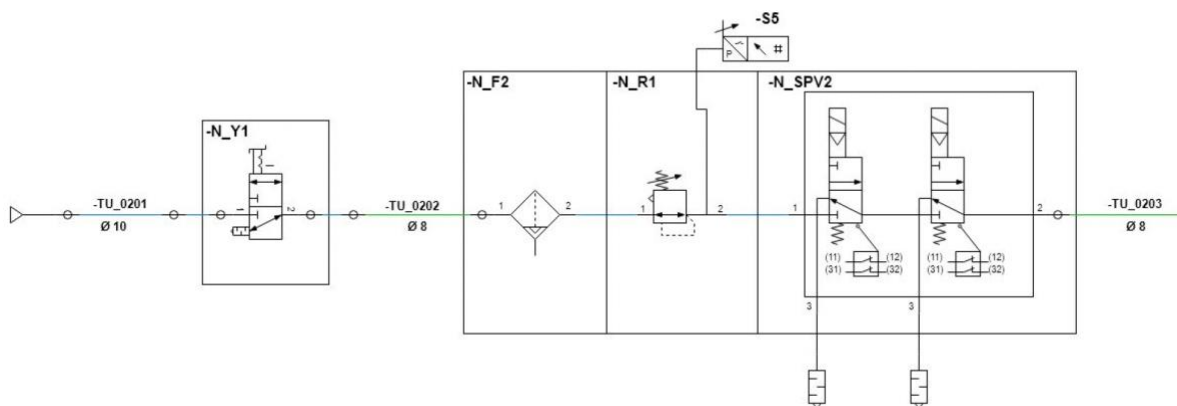 -S5
P
#
-N_F2
-N_R1
-N_SPV2
-N_Y1
-TU_0201
Ø 10
1
2
-TU_0202
Ø 8
1
2
1
2
1
2
-TU_0203
Ø 8
(11)
(12)
(11)
(12)
(31)
(32)
(31)
(32)
3
3